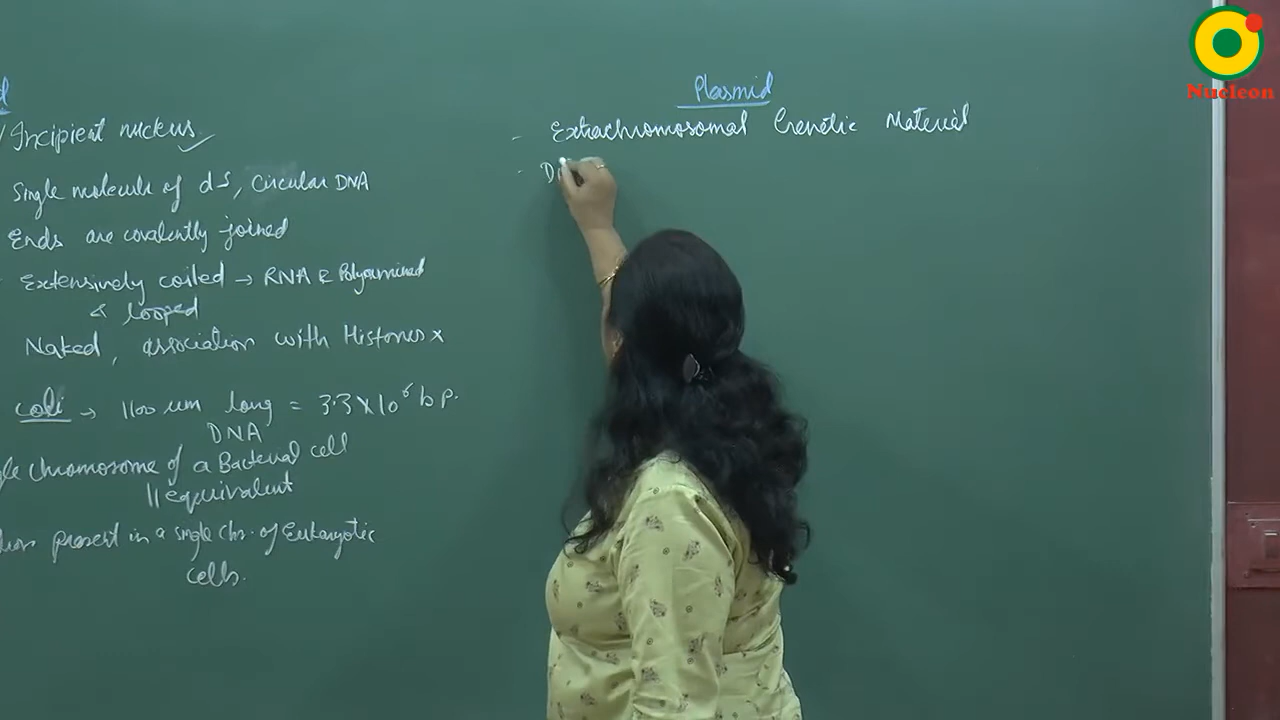 d
Incipient nucleus
Single molecule of ds, Circular DNA
Ends are covalently joined
Extensively coiled → RNA & Polyamines
& looped
Naked, association with Histones x
coli → 1100 um long = 3.3 X 10⁶ b p.
DNA
gle chromosome of a Bacterial cell
|| equivalent
present in a single Chr. of Eukaryotic
cells.
Plasmid
- Extrachromosomal Genetic Material
- D
Nucleon